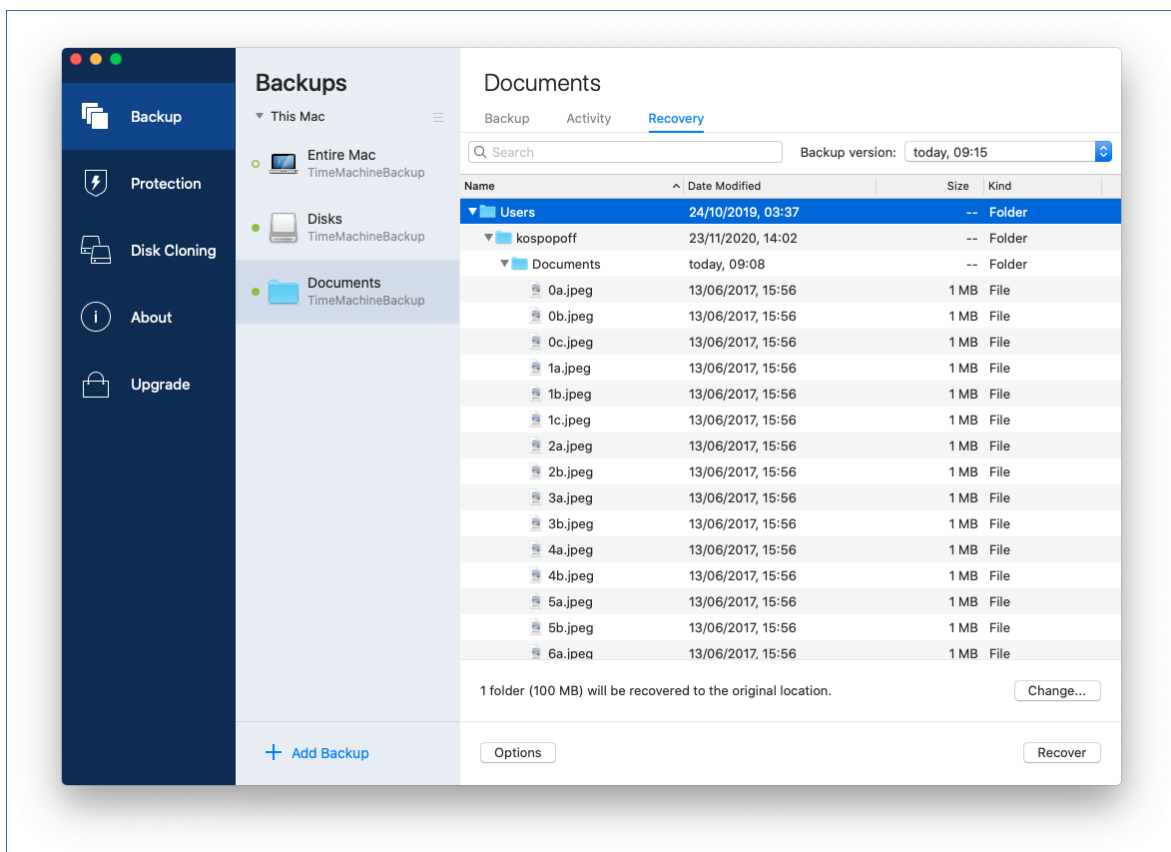 Backup
Protection
Disk Cloning
About
Upgrade
Backups
This Mac
Entire Mac
TimeMachineBackup
Disks
TimeMachineBackup
Documents
TimeMachineBackup
+ Add Backup
Documents
Backup Activity Recovery
Search Backup version: today, 09:15
Name Date Modified Size Kind
Users 24/10/2019, 03:37 -- Folder
kospopoff 23/11/2020, 14:02 -- Folder
Documents today, 09:08 -- Folder
0a.jpeg 13/06/2017, 15:56 1 MB File
0b.jpeg 13/06/2017, 15:56 1 MB File
0c.jpeg 13/06/2017, 15:56 1 MB File
1a.jpeg 13/06/2017, 15:56 1 MB File
1b.jpeg 13/06/2017, 15:56 1 MB File
1c.jpeg 13/06/2017, 15:56 1 MB File
2a.jpeg 13/06/2017, 15:56 1 MB File
2b.jpeg 13/06/2017, 15:56 1 MB File
3a.jpeg 13/06/2017, 15:56 1 MB File
3b.jpeg 13/06/2017, 15:56 1 MB File
4a.jpeg 13/06/2017, 15:56 1 MB File
4b.jpeg 13/06/2017, 15:56 1 MB File
5a.jpeg 13/06/2017, 15:56 1 MB File
5b.jpeg 13/06/2017, 15:56 1 MB File
6a.jpeg 13/06/2017, 15:56 1 MB File
1 folder (100 MB) will be recovered to the original location. Change...
Options Recover